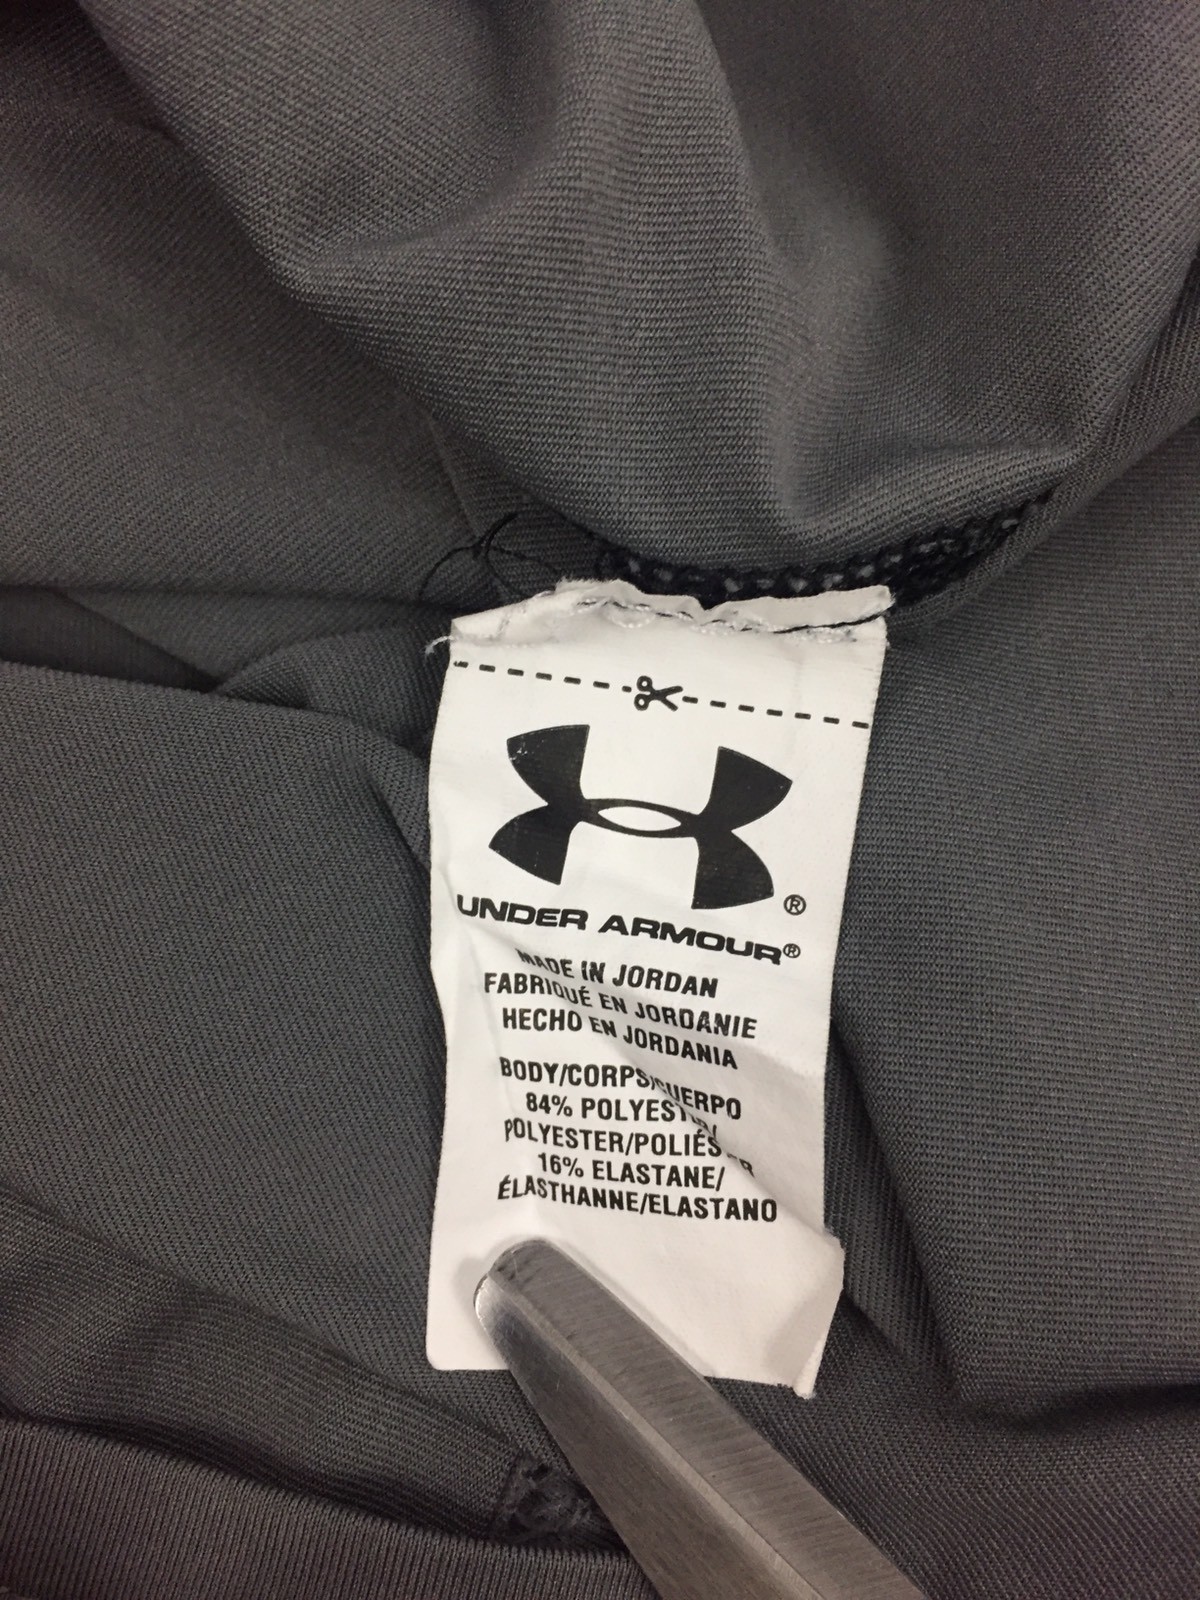 UNDER ARMOUR®
MADE IN JORDAN
FABRIQUÉ EN JORDANIE
HECHO EN JORDANIA
BODY/CORPS/CUERPO
84% POLYESTER/
POLYESTER/POLIÉSTER
16% ELASTANE/
ÉLASTHANNE/ELASTANO